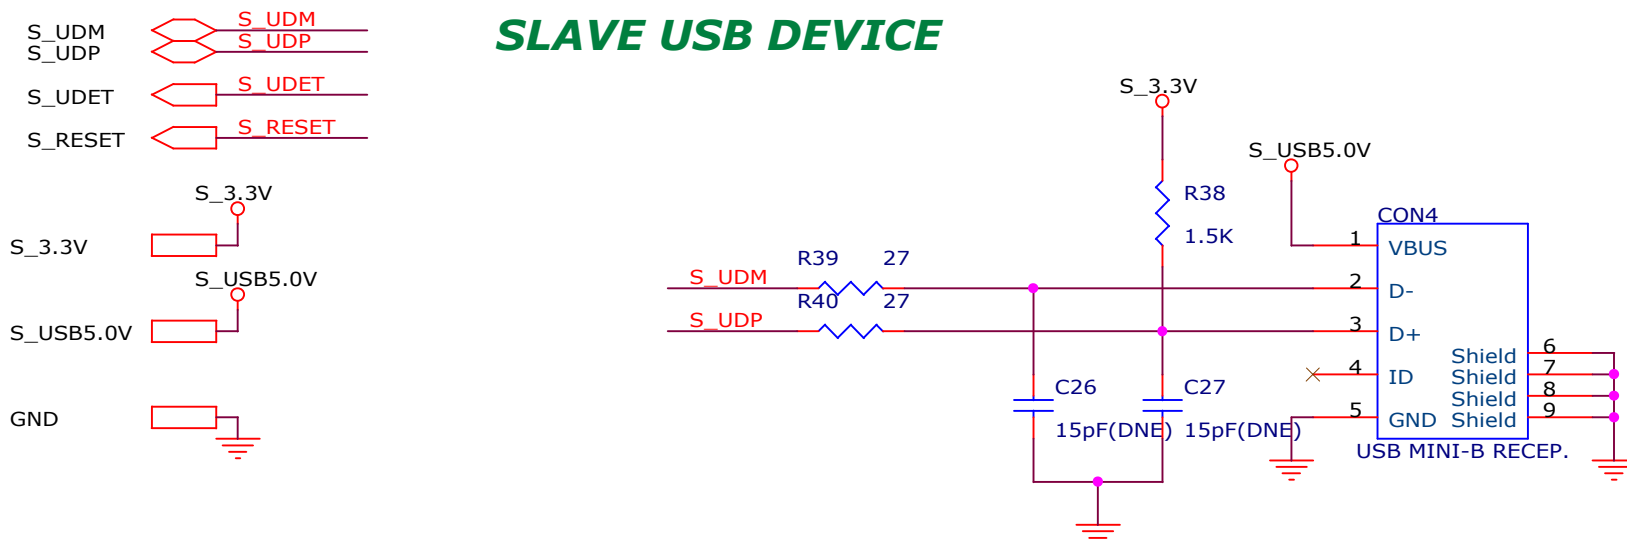 SLAVE USB DEVICE
S_UDM S_UDM
S_UDP S_UDP
S_UDET S_UDET
S_RESET S_RESET
S_3.3V
S_3.3V
S_USB5.0V
S_USB5.0V
GND
S_3.3V
S_USB5.0V
R38
1.5K
CON4
R39 27
S_UDM
R40 27
S_UDP
1 VBUS
2 D-
3 D+
4 ID
5 GND
Shield 6
Shield 7
Shield 8
Shield 9
C26
15pF(DNE)
C27
15pF(DNE)
USB MINI-B RECEP.